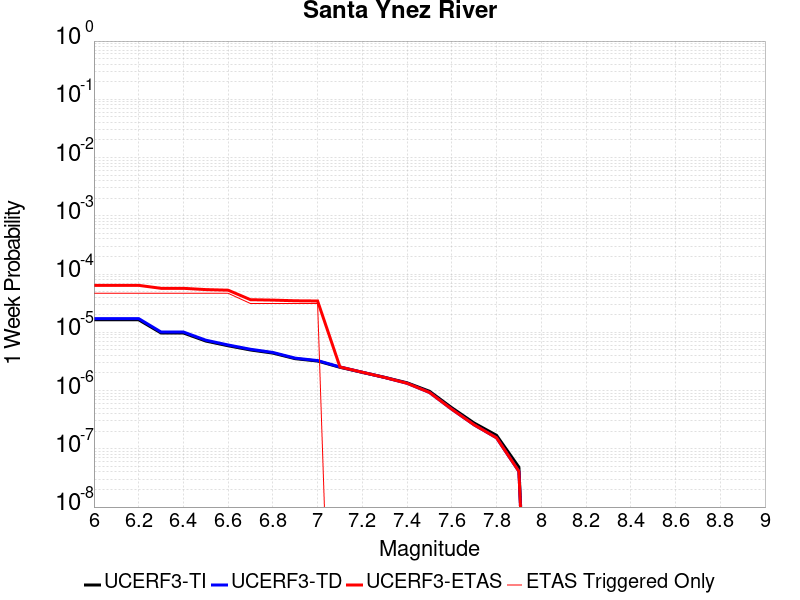 Santa Ynez River
10^0
10^-1
10^-2
10^-3
10^-4
10^-5
10^-6
10^-7
10^-8
1 Week Probability
6 6.2 6.4 6.6 6.8 7 7.2 7.4 7.6 7.8 8 8.2 8.4 8.6 8.8 9
Magnitude
UCERF3-TI UCERF3-TD UCERF3-ETAS ETAS Triggered Only